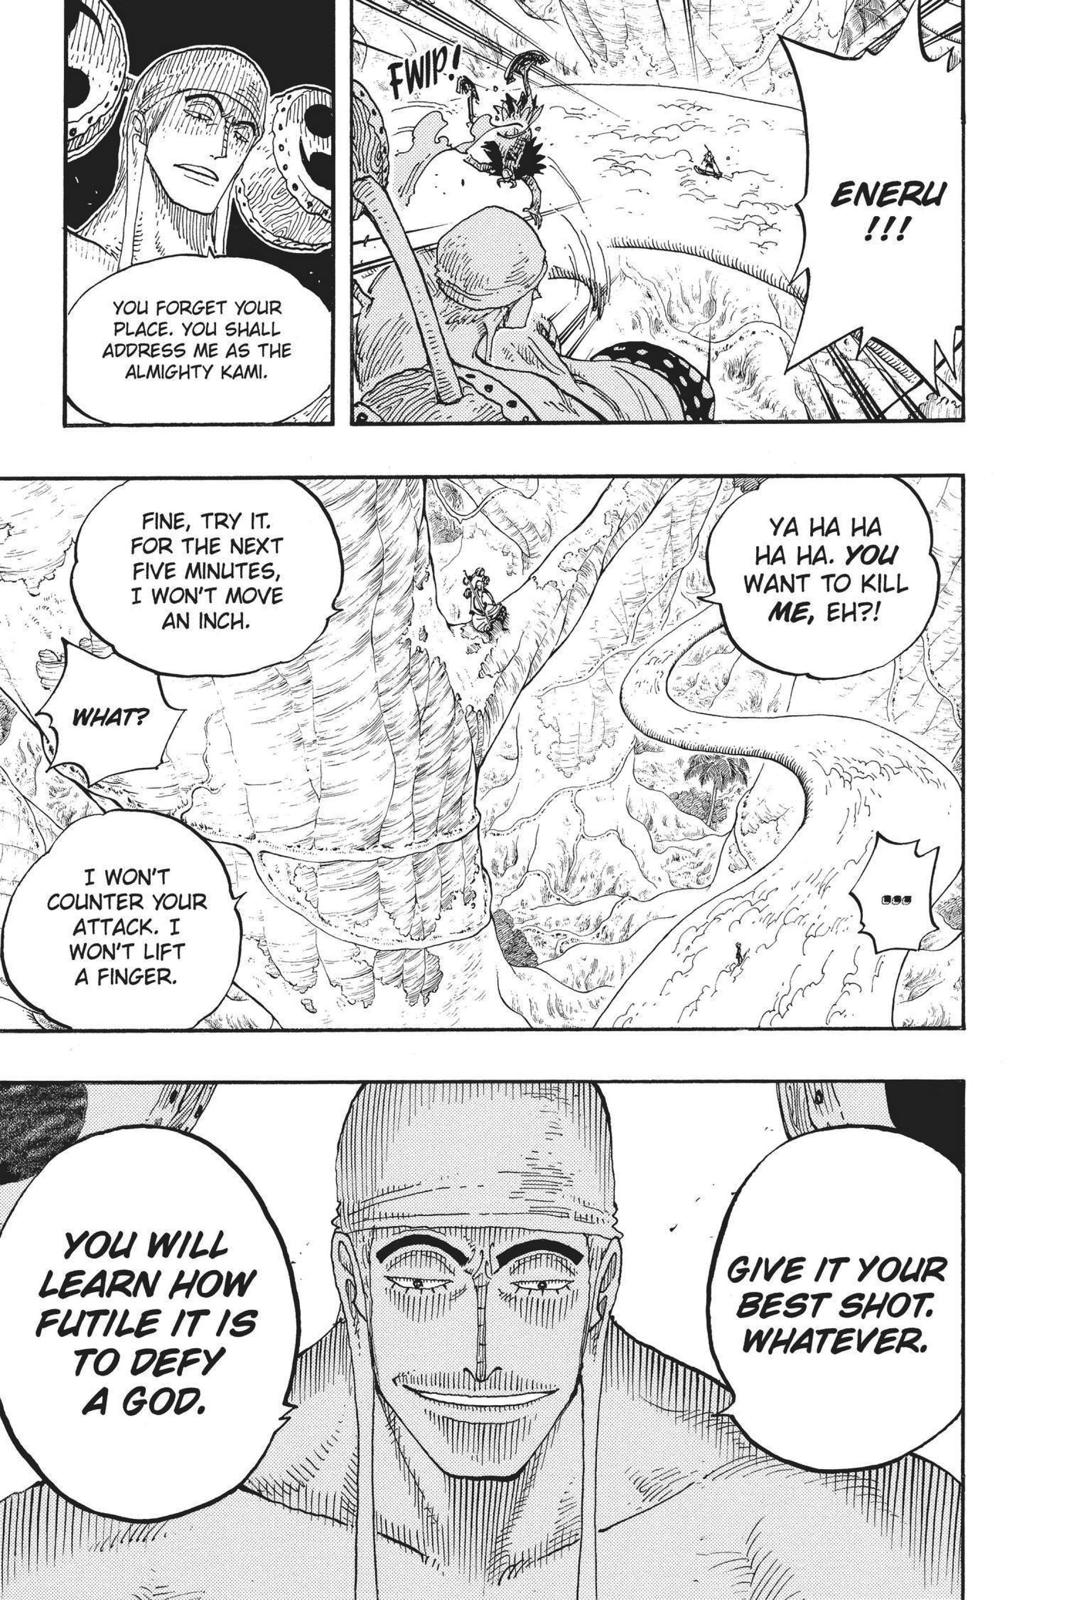 ENERU
!!!
FWIP!
YOU FORGET YOUR
PLACE. YOU SHALL
ADDRESS ME AS THE
ALMIGHTY KAMI.
YA HA HA
HA HA. YOU
WANT TO KILL
ME, EH?!
...
FINE, TRY IT.
FOR THE NEXT
FIVE MINUTES,
I WON'T MOVE
AN INCH.
WHAT?
I WON'T
COUNTER YOUR
ATTACK. I
WON'T LIFT
A FINGER.
GIVE IT YOUR
BEST SHOT.
WHATEVER.
YOU WILL
LEARN HOW
FUTILE IT IS
TO DEFY
A GOD.